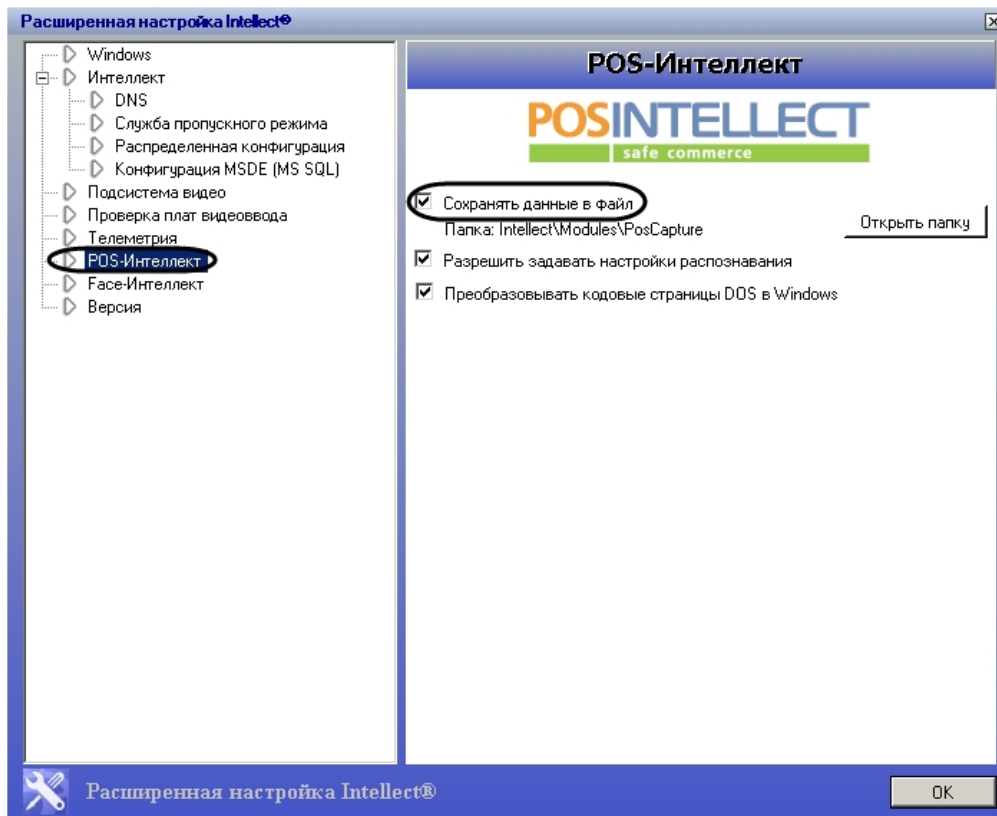 Расширенная настройка Intellect®
Windows
Интеллект
DNS
Служба пропускного режима
Распределенная конфигурация
Конфигурация MSDE (MS SQL)
Подсистема видео
Проверка плат видеоввода
Телеметрия
POS-Интеллект
Face-Интеллект
Версия
POS-Интеллект
POSINTELLECT
safe commerce
Сохранять данные в файл
Папка: Intellect\Modules\PosCapture
Открыть папку
Разрешить задавать настройки распознавания
Преобразовывать кодовые страницы DOS в Windows
Расширенная настройка Intellect®
OK